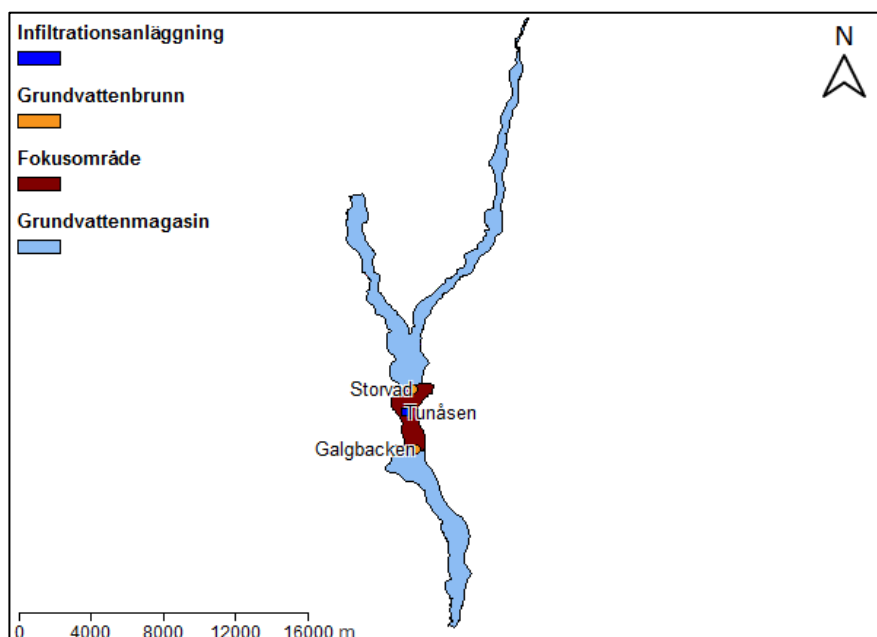 Infiltrationsanläggning
Grundvattenbrunn
Fokusområde
Grundvattenmagasin
N
Storvad
Tunåsen
Galgbacken
0 4000 8000 12000 16000 m